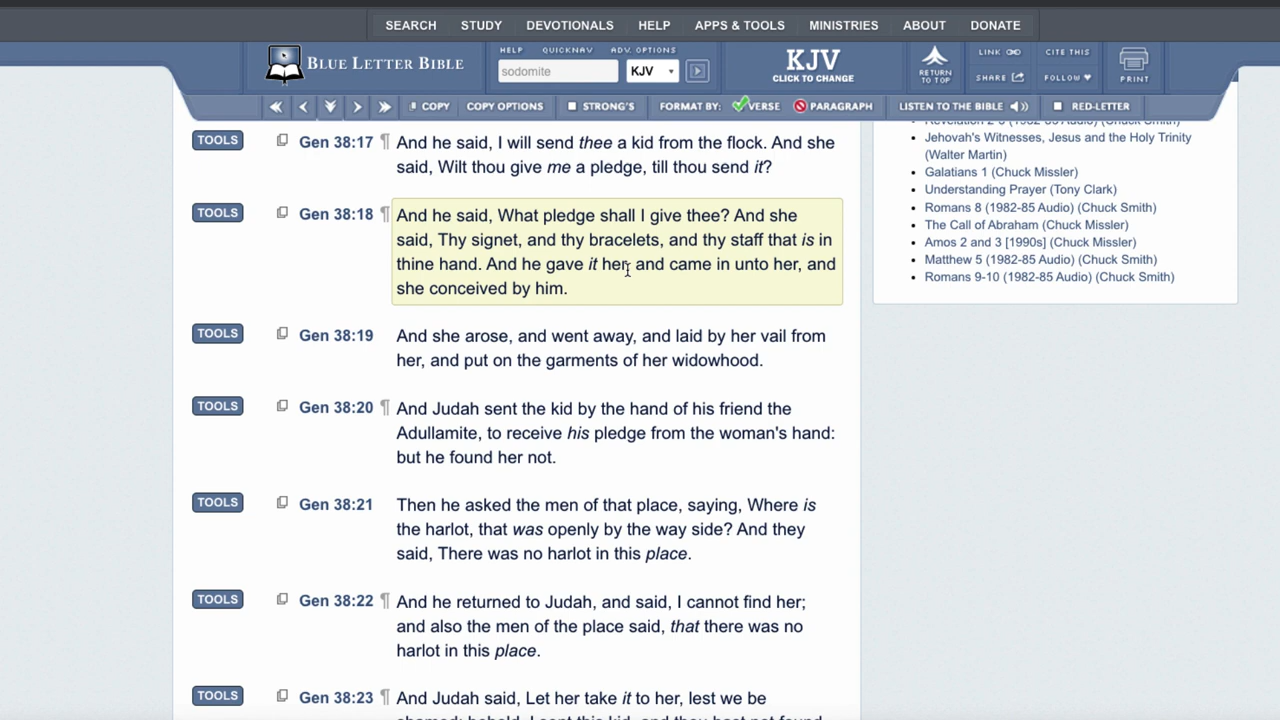 SEARCH STUDY DEVOTIONALS HELP APPS & TOOLS MINISTRIES ABOUT DONATE
BLUE LETTER BIBLE
HELP QUICKNAV ADV. OPTIONS
sodomite KJV
KJV
CLICK TO CHANGE
RETURN
TO TOP
LINK CITE THIS
SHARE FOLLOW
PRINT
COPY COPY OPTIONS STRONG'S FORMAT BY: VERSE PARAGRAPH LISTEN TO THE BIBLE RED-LETTER
TOOLS Gen 38:17 ¶ And he said, I will send thee a kid from the flock. And she
said, Wilt thou give me a pledge, till thou send it?
TOOLS Gen 38:18 ¶ And he said, What pledge shall I give thee? And she
said, Thy signet, and thy bracelets, and thy staff that is in
thine hand. And he gave it her, and came in unto her, and
she conceived by him.
TOOLS Gen 38:19 And she arose, and went away, and laid by her vail from
her, and put on the garments of her widowhood.
TOOLS Gen 38:20 ¶ And Judah sent the kid by the hand of his friend the
Adullamite, to receive his pledge from the woman's hand:
but he found her not.
TOOLS Gen 38:21 Then he asked the men of that place, saying, Where is
the harlot, that was openly by the way side? And they
said, There was no harlot in this place.
TOOLS Gen 38:22 ¶ And he returned to Judah, and said, I cannot find her;
and also the men of the place said, that there was no
harlot in this place.
TOOLS Gen 38:23 ¶ And Judah said, Let her take it to her, lest we be
shamed: behold, I sent this kid, and thou hast not found
(Chuck Smith)
Jehovah's Witnesses, Jesus and the Holy Trinity
(Walter Martin)
Galatians 1 (Chuck Missler)
Understanding Prayer (Tony Clark)
Romans 8 (1982-85 Audio) (Chuck Smith)
The Call of Abraham (Chuck Missler)
Amos 2 and 3 [1990s] (Chuck Missler)
Matthew 5 (1982-85 Audio) (Chuck Smith)
Romans 9-10 (1982-85 Audio) (Chuck Smith)